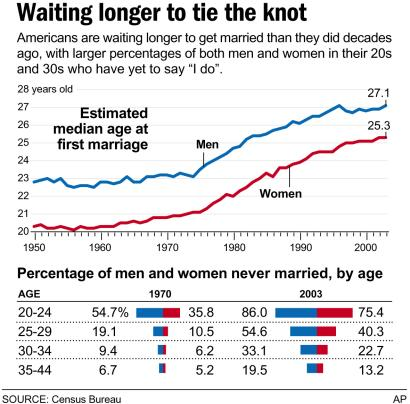 Waiting longer to tie the knot
Americans are waiting longer to get married than they did decades
ago, with larger percentages of both men and women in their 20s
and 30s who have yet to say “I do”.
28 years old
27.1
27
Estimated
median age at
first marriage
26
25.3
25
Men
24
23
Women
22
21
20
1950 1960 1970 1980 1990 2000
Percentage of men and women never married, by age
AGE 1970 2003
20-24 54.7% 35.8 86.0 75.4
25-29 19.1 10.5 54.6 40.3
30-34 9.4 6.2 33.1 22.7
35-44 6.7 5.2 19.5 13.2
SOURCE: Census Bureau AP